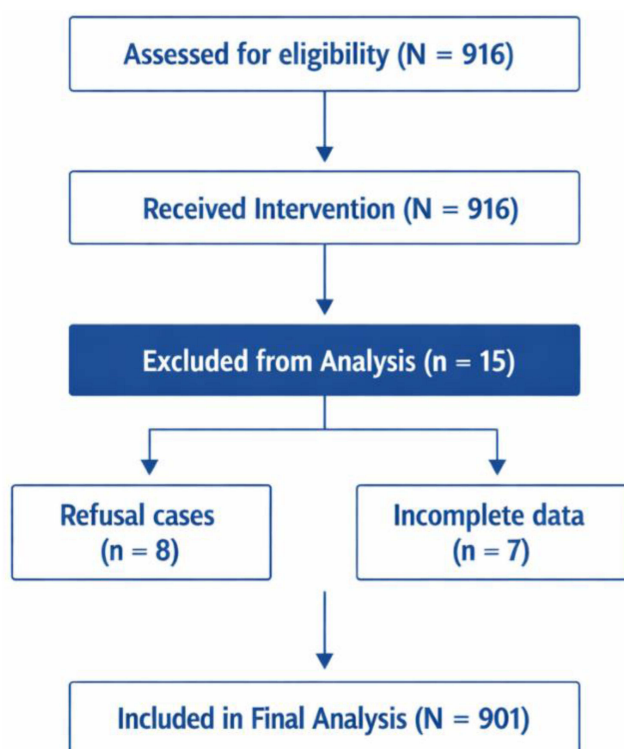 Assessed for eligibility (N = 916)
Received Intervention (N = 916)
Excluded from Analysis (n = 15)
Refusal cases
(n = 8)
Incomplete data
(n = 7)
Included in Final Analysis (N = 901)